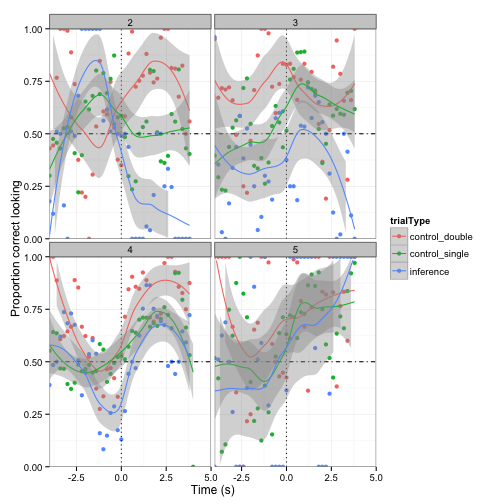 2 3
1.00
0.75
0.50
0.25
0.00
4 5
1.00
0.75
0.50
0.25
0.00
-2.5 0.0 2.5 5.0 -2.5 0.0 2.5 5.0
Time (s)
Proportion correct looking
trialType
control_double
control_single
inference